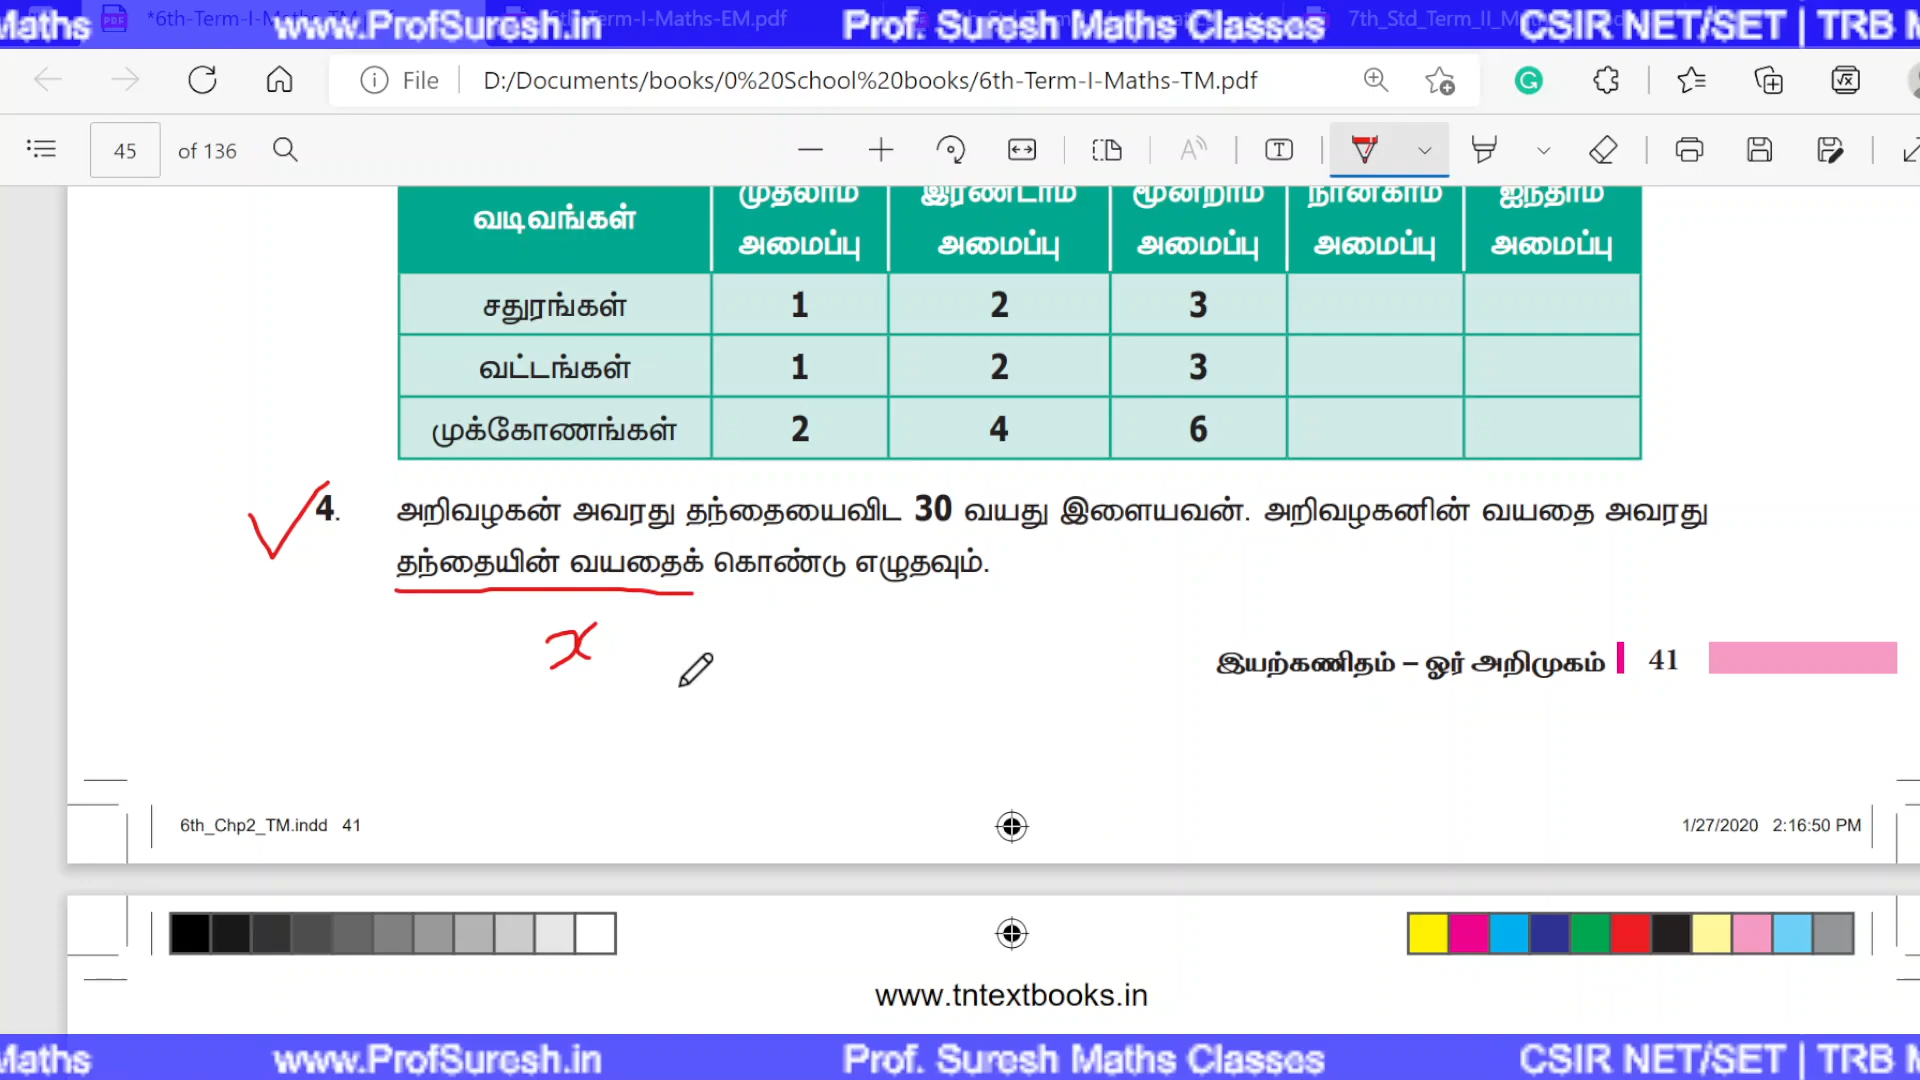 *6th-Term-I-Maths-TM.pdf 6th-Term-I-Maths-EM.pdf 7th_Std_Term_II_M
Maths www.ProfSuresh.in Prof. Suresh Maths Classes CSIR NET/SET | TRB M
File D:/Documents/books/0%20School%20books/6th-Term-I-Maths-TM.pdf
45 of 136
வடிவங்கள் முதலாம் அமைப்பு இரண்டாம் அமைப்பு மூன்றாம் அமைப்பு நான்காம் அமைப்பு ஐந்தாம் அமைப்பு
சதுரங்கள் 1 2 3
வட்டங்கள் 1 2 3
முக்கோணங்கள் 2 4 6
4. அறிவழகன் அவரது தந்தையைவிட 30 வயது இளையவன். அறிவழகனின் வயதை அவரது
தந்தையின் வயதைக் கொண்டு எழுதவும்.
x
இயற்கணிதம் – ஓர் அறிமுகம் 41
6th_Chp2_TM.indd 41 1/27/2020 2:16:50 PM
www.tntextbooks.in
Maths www.ProfSuresh.in Prof. Suresh Maths Classes CSIR NET/SET | TRB M